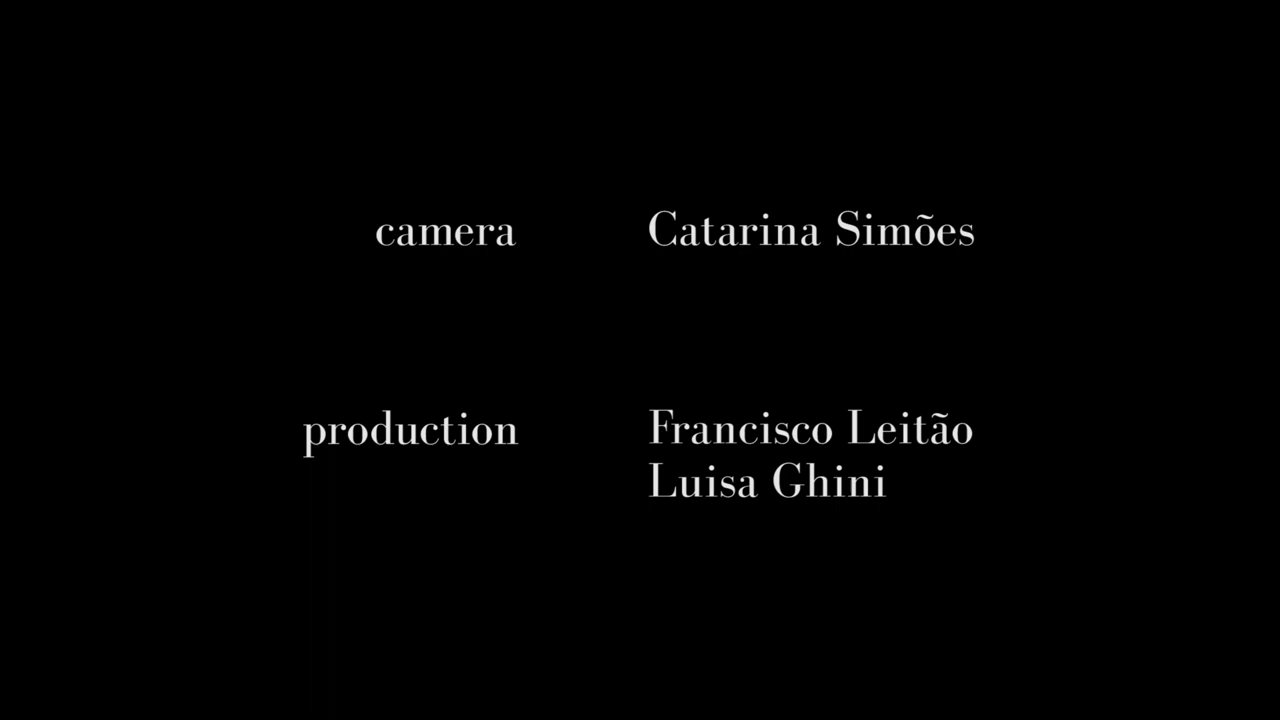 camera Catarina Simões
production Francisco Leitão
Luisa Ghini